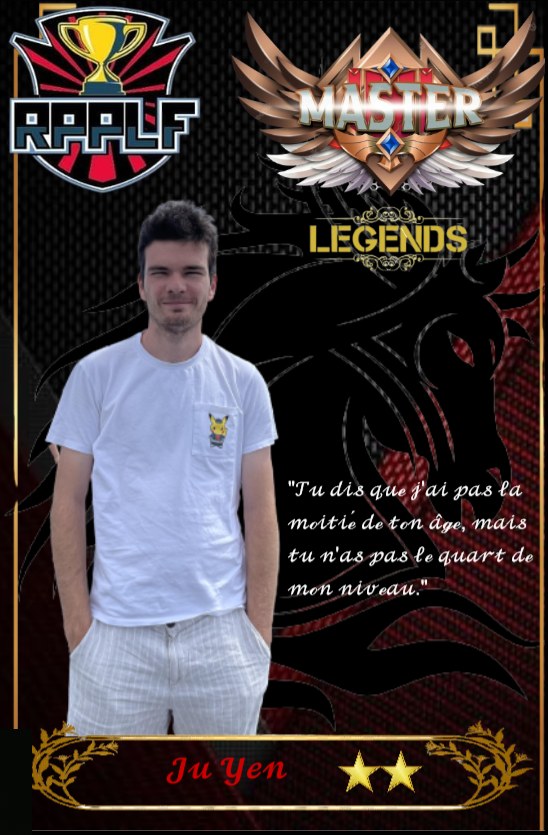 RPPLF
MASTER
LEGENDS
"Tu dis que j'ai pas la
moitié de ton âge, mais
tu n'as pas le quart de
mon niveau."
Ju Yen